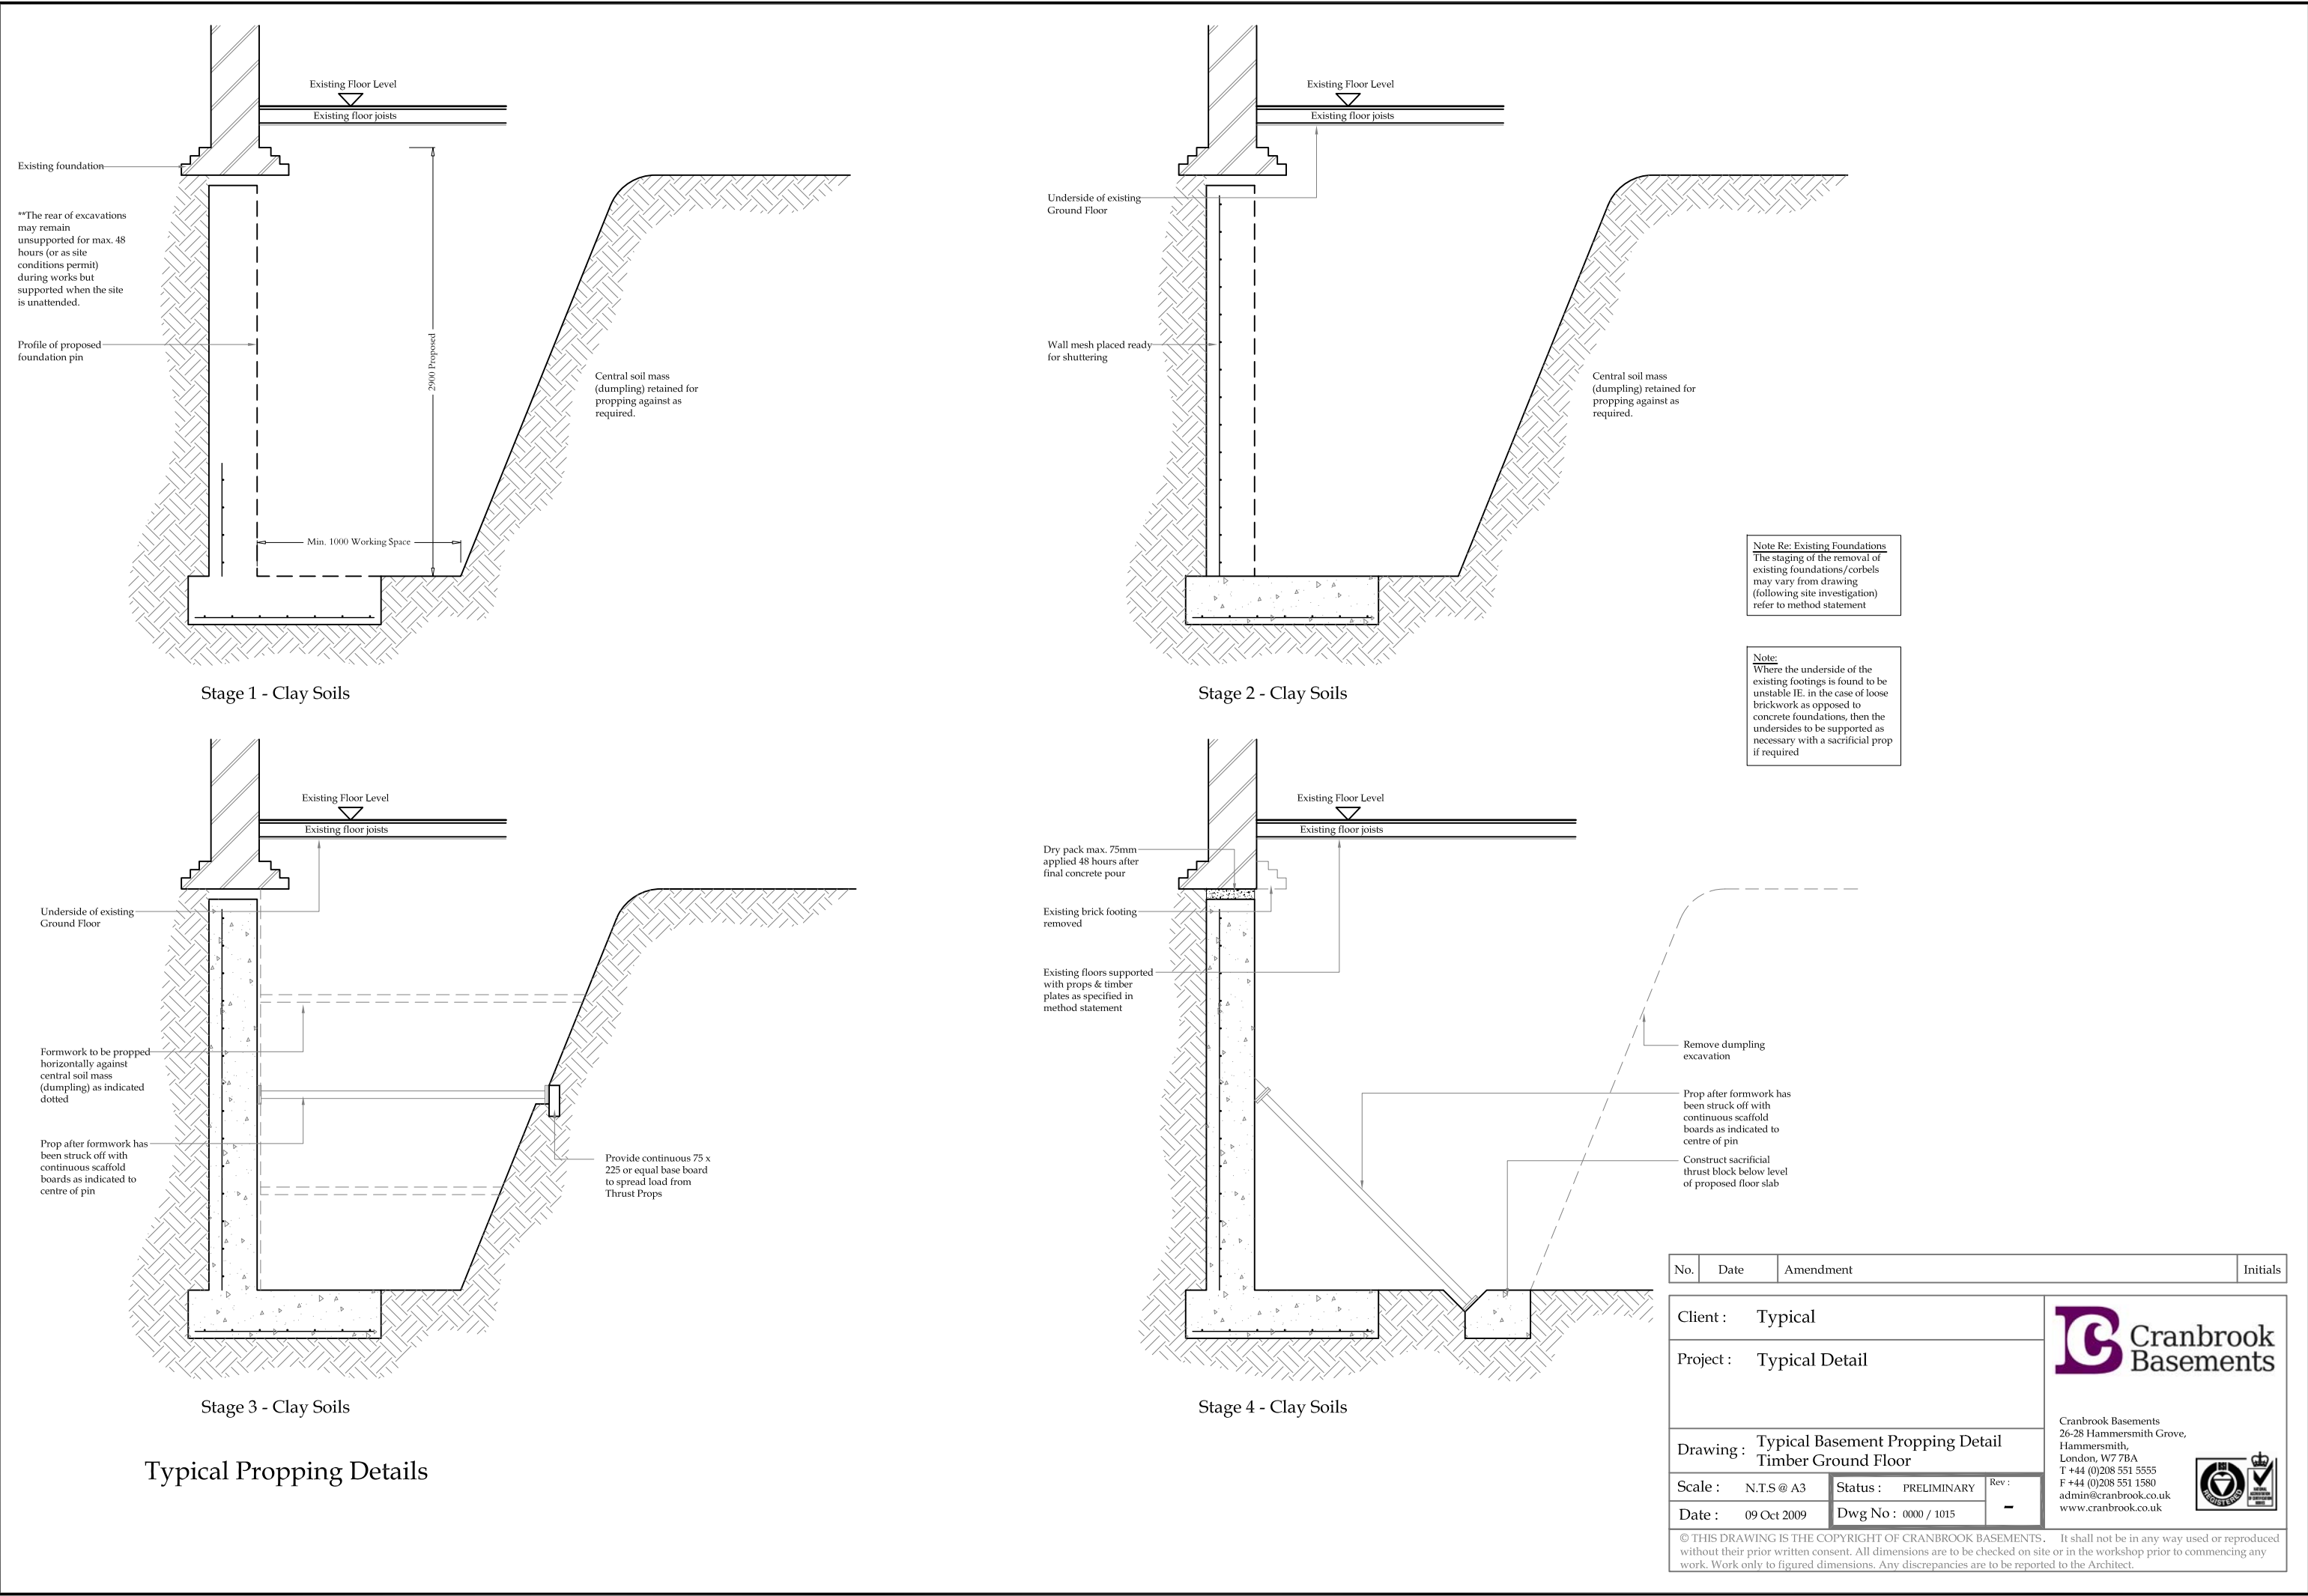 Existing Floor Level
Existing floor joists
Existing foundation
**The rear of excavations
may remain
unsupported for max. 48
hours (or as site
conditions permit)
during works but
supported when the site
is unattended.
Profile of proposed
foundation pin
2900 Proposed
Min. 1000 Working Space
Central soil mass
(dumpling) retained for
propping against as
required.
Stage 1 - Clay Soils
Existing Floor Level
Existing floor joists
Underside of existing
Ground Floor
Wall mesh placed ready
for shuttering
Central soil mass
(dumpling) retained for
propping against as
required.
Stage 2 - Clay Soils
Note Re: Existing Foundations
The staging of the removal of
existing foundations/corbels
may vary from drawing
(following site investigation)
refer to method statement
Note:
Where the underside of the
existing footings is found to be
unstable IE. in the case of loose
brickwork as opposed to
concrete foundations, then the
undersides to be supported as
necessary with a sacrificial prop
if required
Existing Floor Level
Existing floor joists
Underside of existing
Ground Floor
Formwork to be propped
horizontally against
central soil mass
(dumpling) as indicated
dotted
Prop after formwork has
been struck off with
continuous scaffold
boards as indicated to
centre of pin
Provide continuous 75 x
225 or equal base board
to spread load from
Thrust Props
Stage 3 - Clay Soils
Existing Floor Level
Existing floor joists
Dry pack max. 75mm
applied 48 hours after
final concrete pour
Existing brick footing
removed
Existing floors supported
with props & timber
plates as specified in
method statement
Remove dumpling
excavation
Prop after formwork has
been struck off with
continuous scaffold
boards as indicated to
centre of pin
Construct sacrificial
thrust block below level
of proposed floor slab
Stage 4 - Clay Soils
Typical Propping Details
No. Date Amendment Initials
Client : Typical
Project : Typical Detail
Drawing : Typical Basement Propping Detail
Timber Ground Floor
Scale : N.T.S @ A3
Status : PRELIMINARY
Rev : -
Date : 09 Oct 2009
Dwg No : 0000 / 1015
Cranbrook
Basements
Cranbrook Basements
26-28 Hammersmith Grove,
Hammersmith,
London, W7 7BA
T +44 (0)208 551 5555
F +44 (0)208 551 1580
admin@cranbrook.co.uk
www.cranbrook.co.uk
REGISTERED
© THIS DRAWING IS THE COPYRIGHT OF CRANBROOK BASEMENTS. It shall not be in any way used or reproduced
without their prior written consent. All dimensions are to be checked on site or in the workshop prior to commencing any
work. Work only to figured dimensions. Any discrepancies are to be reported to the Architect.